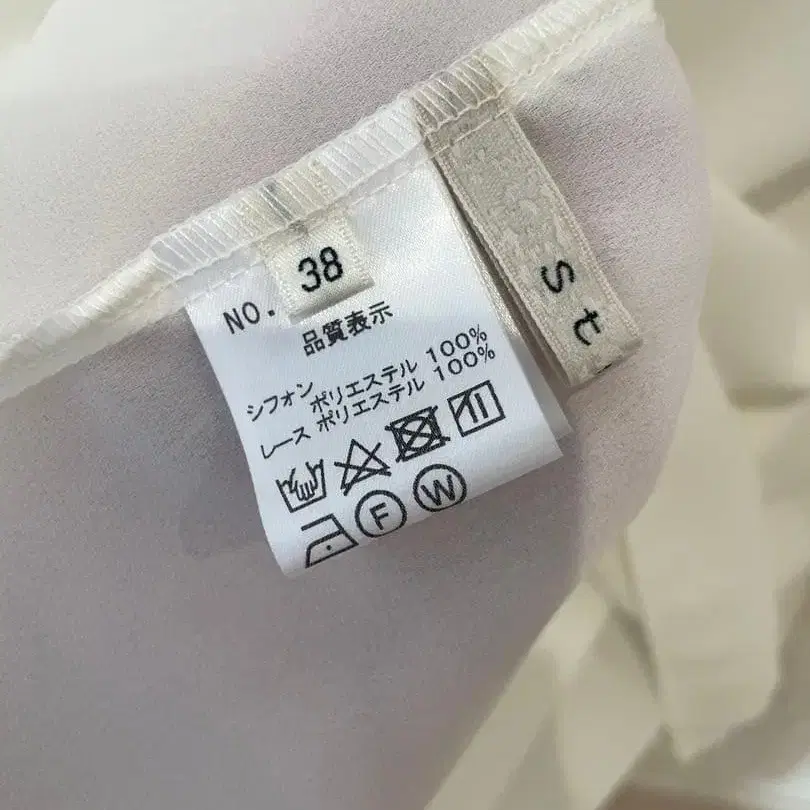 38
NO.
品質表示
シフォン ポリエステル 100%
レース ポリエステル 100%
F W
St